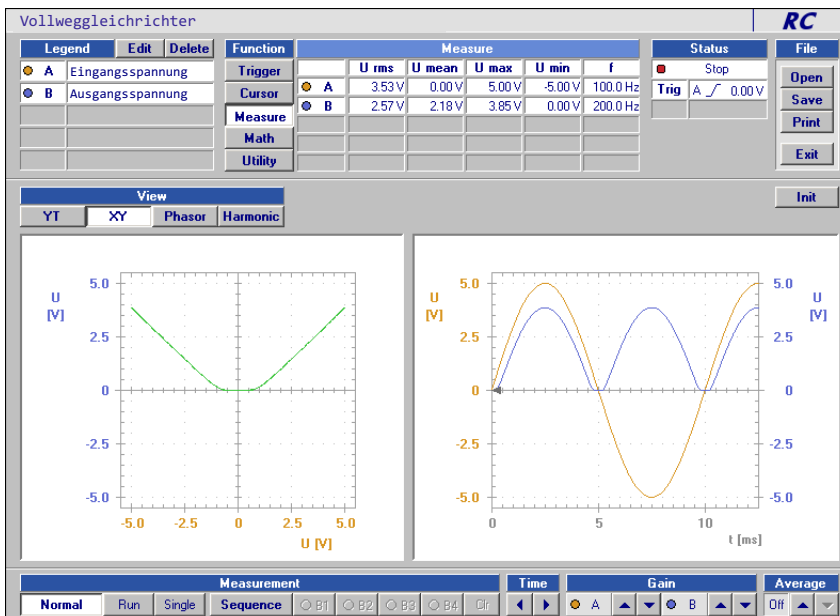 Vollweggleichrichter RC
Legend Edit Delete Function Measure Status File
A Eingangsspannung Trigger U rms U mean U max U min f Stop Open
B Ausgangsspannung Cursor A 3.53 V 0.00 V 5.00 V -5.00 V 100.0 Hz Trig A 0.00 V Save
Measure B 2.57 V 2.18 V 3.85 V 0.00 V 200.0 Hz Print
Math
Utility Exit
View Init
YT XY Phasor Harmonic
U [V]
5.0
2.5
0
-2.5
-5.0
-5.0 -2.5 0 2.5 5.0
U [V]
U [V]
5.0
2.5
0
-2.5
-5.0
0 5 10
t [ms]
5.0
2.5
0
-2.5
-5.0
U [V]
Measurement Time Gain Average
Normal Run Single Sequence B1 B2 B3 B4 Clr A B Off